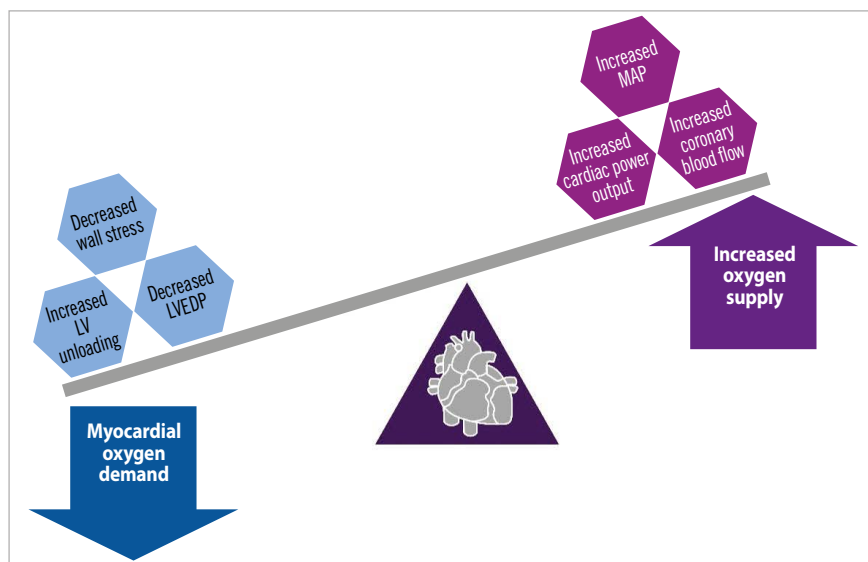 Increased
MAP
Increased
cardiac power
output
Increased
coronary
blood flow
Decreased
wall stress
Increased
LV
unloading
Decreased
LVEDP
Increased
oxygen
supply
Myocardial
oxygen
demand